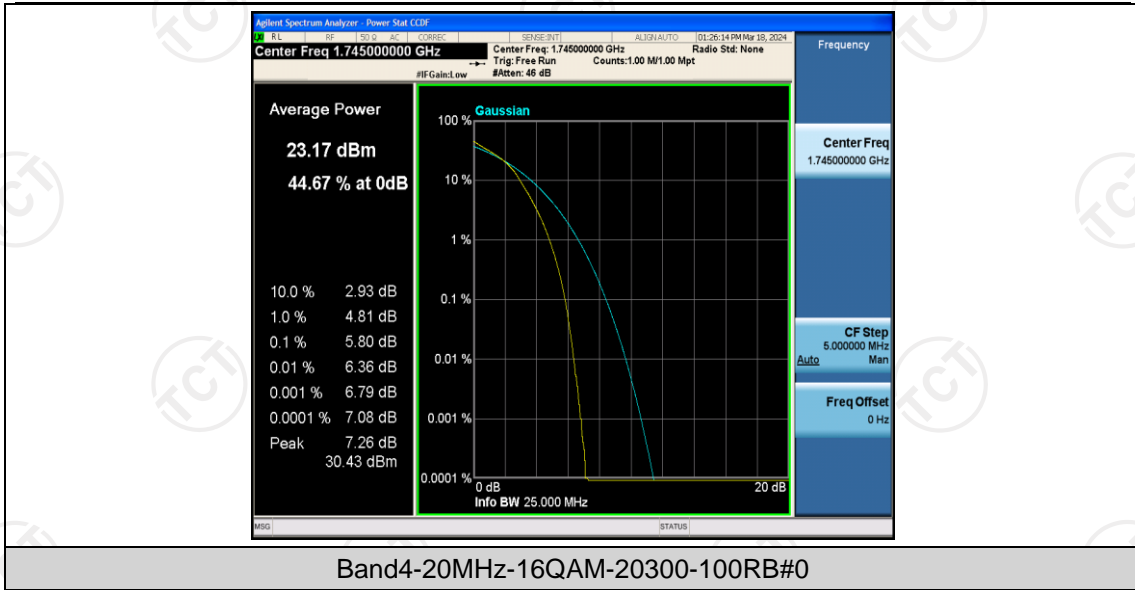 Agilent Spectrum Analyzer - Power Stat CCDF
RL RF 50 Ω AC CORREC SENSE:INT ALIGN AUTO 01:26:14 PM Mar 18, 2024
Center Freq 1.745000000 GHz
Center Freq: 1.745000000 GHz Radio Std: None
Trig: Free Run Counts:1.00 M/1.00 Mpt
#IFGain:Low #Atten: 46 dB
Frequency
Average Power
23.17 dBm
44.67 % at 0dB
10.0 % 2.93 dB
1.0 % 4.81 dB
0.1 % 5.80 dB
0.01 % 6.36 dB
0.001 % 6.79 dB
0.0001 % 7.08 dB
Peak 7.26 dB
30.43 dBm
Gaussian
100 %
10 %
1 %
0.1 %
0.01 %
0.001 %
0.0001 %
0 dB 20 dB
Info BW 25.000 MHz
Center Freq
1.745000000 GHz
CF Step
5.000000 MHz
Auto Man
Freq Offset
0 Hz
MSG STATUS
Band4-20MHz-16QAM-20300-100RB#0
TCT
TCT
TCT
TCT